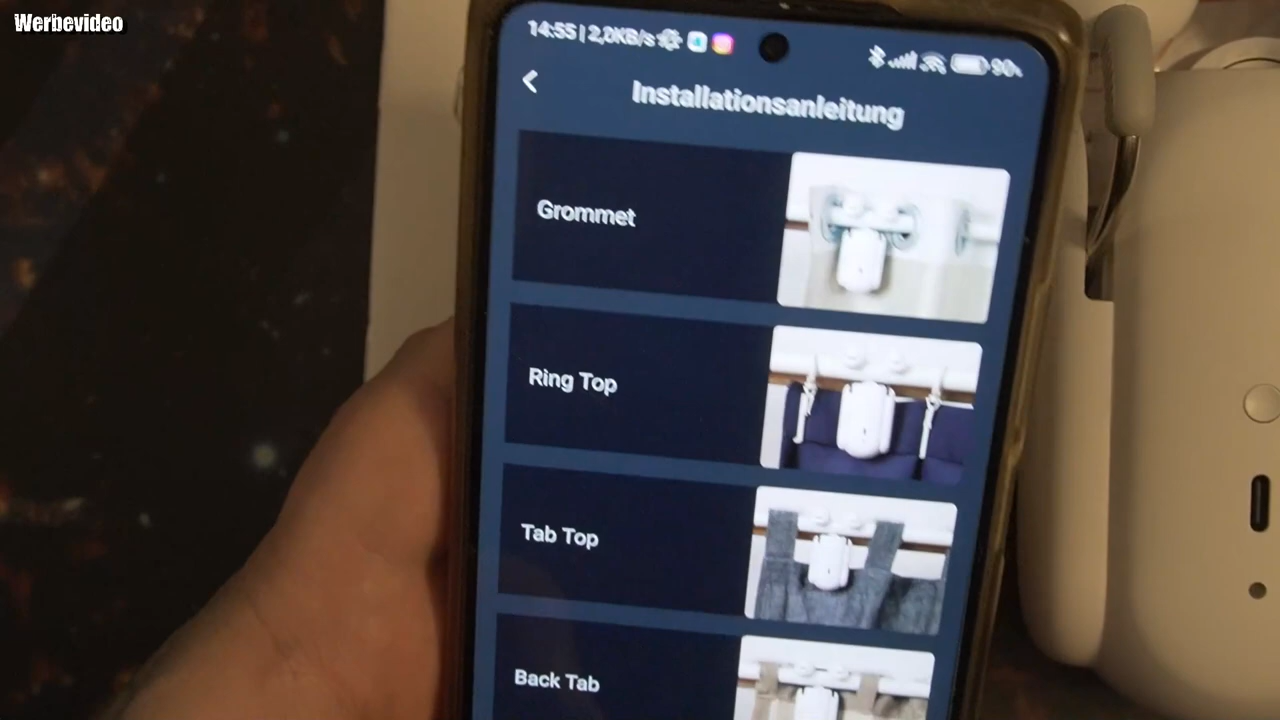 Werbevideo
14:55 | 2,0KB/s
90
Installationsanleitung
Grommet
Ring Top
Tab Top
Back Tab